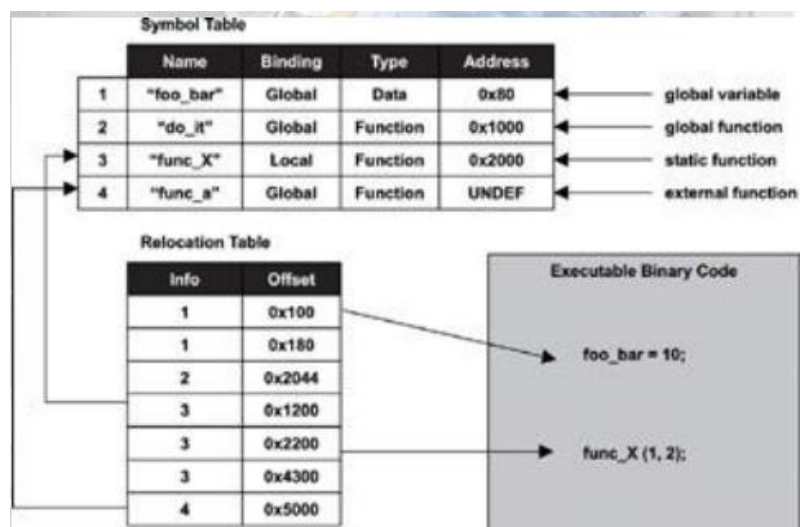 Symbol Table
Name Binding Type Address
1 "foo_bar" Global Data 0x80 global variable
2 "do_it" Global Function 0x1000 global function
3 "func_X" Local Function 0x2000 static function
4 "func_a" Global Function UNDEF external function
Relocation Table
Info Offset
1 0x100
1 0x180
2 0x2044
3 0x1200
3 0x2200
3 0x4300
4 0x5000
Executable Binary Code
foo_bar = 10;
func_X (1, 2);